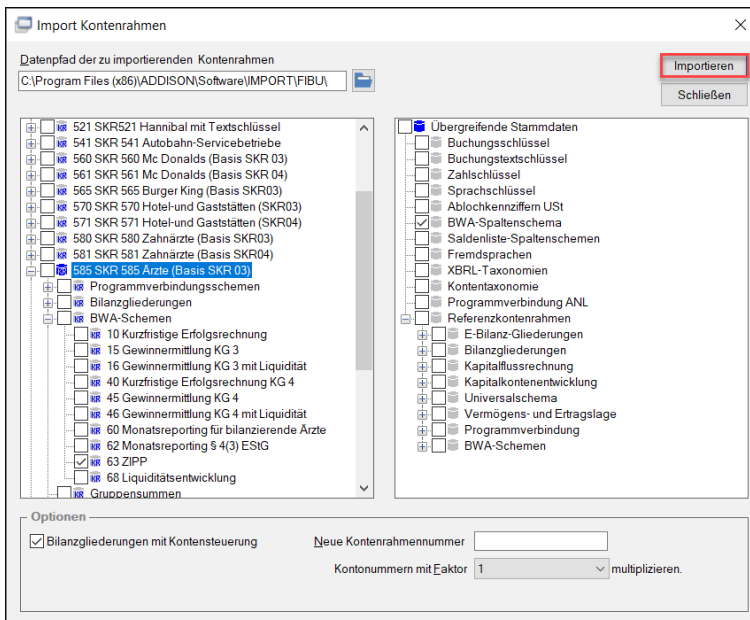 Import Kontenrahmen
Datenpfad der zu importierenden Kontenrahmen
C:\Program Files (x86)\ADDISON\Software\IMPORT\FIBU\
Importieren
Schließen
521 SKR521 Hannibal mit Textschlüssel
541 SKR 541 Autobahn-Servicebetriebe
560 SKR 560 Mc Donalds (Basis SKR 03)
561 SKR 561 Mc Donalds (Basis SKR 04)
565 SKR 565 Burger King (Basis SKR03)
570 SKR 570 Hotel-und Gaststätten (SKR03)
571 SKR 571 Hotel-und Gaststätten (SKR04)
580 SKR 580 Zahnärzte (Basis SKR03)
581 SKR 581 Zahnärzte (Basis SKR04)
585 SKR 585 Ärzte (Basis SKR 03)
Programmverbindungsschemen
Bilanzgliederungen
BWA-Schemen
10 Kurzfristige Erfolgsrechnung
15 Gewinnermittlung KG 3
16 Gewinnermittlung KG 3 mit Liquidität
40 Kurzfristige Erfolgsrechnung KG 4
45 Gewinnermittlung KG 4
46 Gewinnermittlung KG 4 mit Liquidität
60 Monatsreporting für bilanzierende Ärzte
62 Monatsreporting § 4(3) EStG
63 ZIPP
68 Liquiditätsentwicklung
Gruppensummen
Übergreifende Stammdaten
Buchungsschlüssel
Buchungstextschlüssel
Zahlschlüssel
Sprachschlüssel
Ablochkennziffern USt
BWA-Spaltenschema
Saldenliste-Spaltenschemen
Fremdsprachen
XBRL-Taxonomien
Kontentaxonomie
Programmverbindung ANL
Referenzkontenrahmen
E-Bilanz-Gliederungen
Bilanzgliederungen
Kapitalflussrechnung
Kapitalkontenentwicklung
Universalschema
Vermögens- und Ertragslage
Programmverbindung
BWA-Schemen
Optionen
Bilanzgliederungen mit Kontensteuerung
Neue Kontenrahmennummer
Kontonummern mit Faktor 1 multiplizieren.